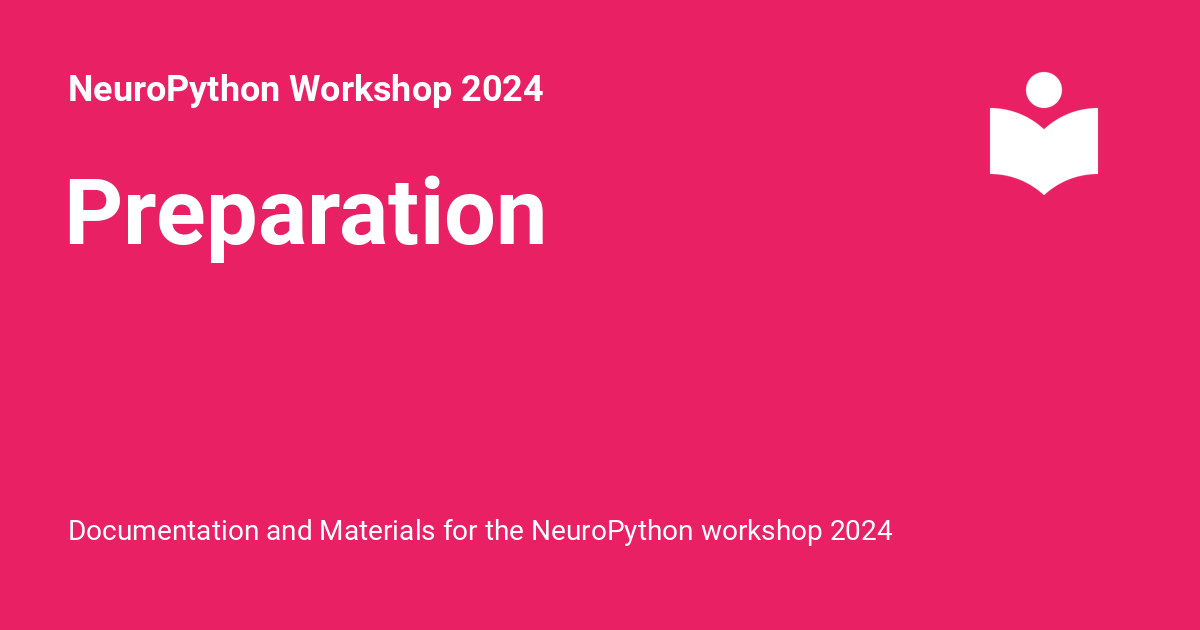 NeuroPython Workshop 2024
Preparation
Documentation and Materials for the NeuroPython workshop 2024